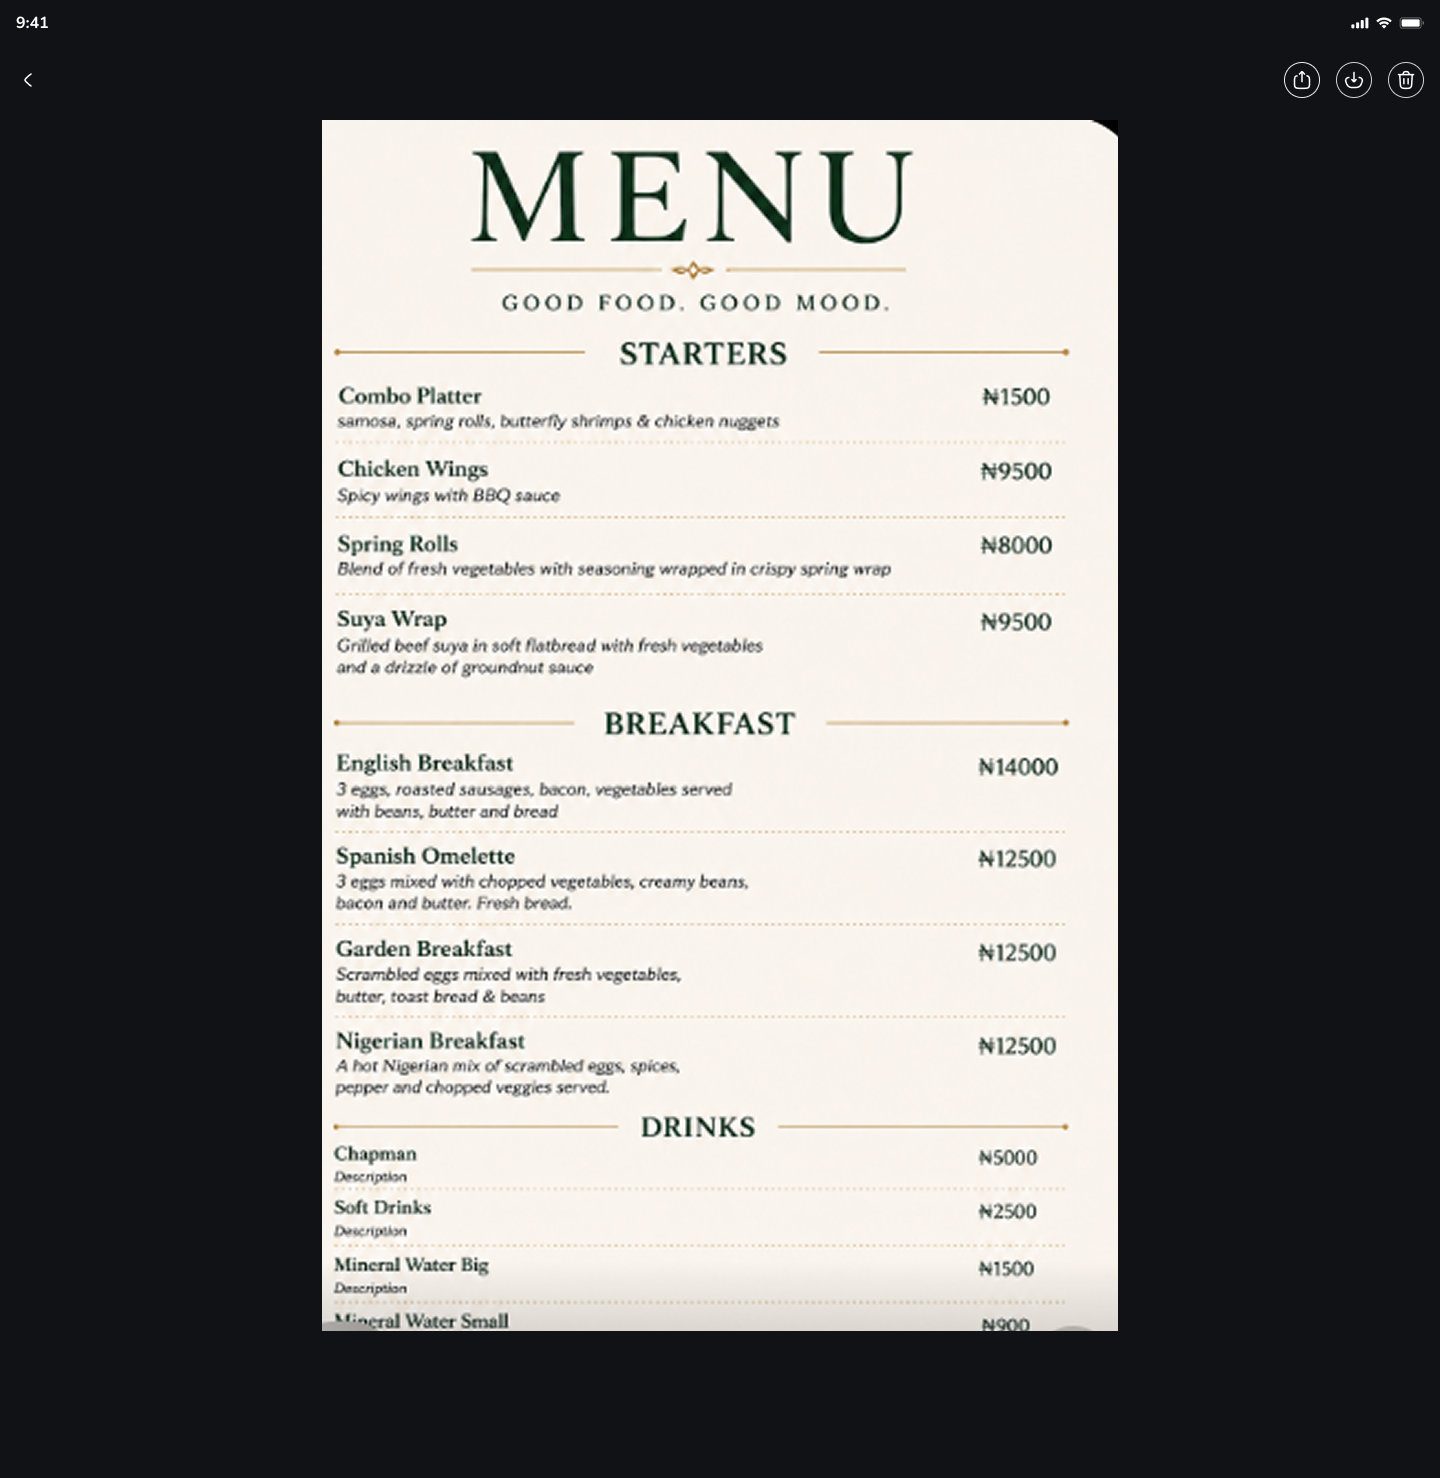 9:41
MENU
GOOD FOOD. GOOD MOOD.
STARTERS
Combo Platter ₦1500
samosa, spring rolls, butterfly shrimps & chicken nuggets
Chicken Wings ₦9500
Spicy wings with BBQ sauce
Spring Rolls ₦8000
Blend of fresh vegetables with seasoning wrapped in crispy spring wrap
Suya Wrap ₦9500
Grilled beef suya in soft flatbread with fresh vegetables
and a drizzle of groundnut sauce
BREAKFAST
English Breakfast ₦14000
3 eggs, roasted sausages, bacon, vegetables served
with beans, butter and bread
Spanish Omelette ₦12500
3 eggs mixed with chopped vegetables, creamy beans,
bacon and butter. Fresh bread.
Garden Breakfast ₦12500
Scrambled eggs mixed with fresh vegetables,
butter, toast bread & beans
Nigerian Breakfast ₦12500
A hot Nigerian mix of scrambled eggs, spices,
pepper and chopped veggies served.
DRINKS
Chapman ₦5000
Description
Soft Drinks ₦2500
Description
Mineral Water Big ₦1500
Description
Mineral Water Small ₦900